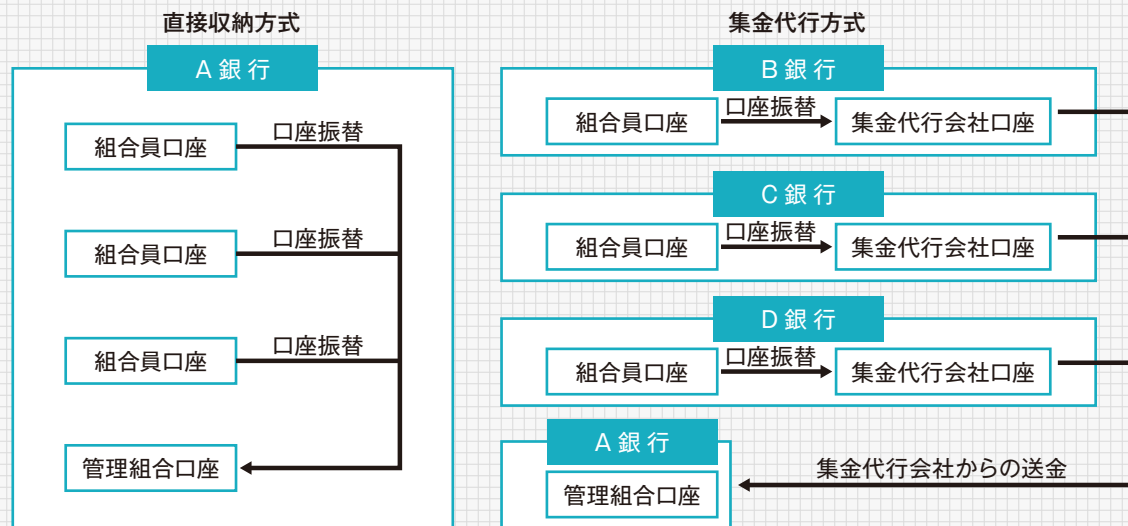 直接収納方式
A 銀 行
組合員口座
口座振替
組合員口座
口座振替
組合員口座
口座振替
管理組合口座
集金代行方式
B 銀 行
組合員口座
口座振替
集金代行会社口座
C 銀 行
組合員口座
口座振替
集金代行会社口座
D 銀 行
組合員口座
口座振替
集金代行会社口座
A 銀 行
管理組合口座
集金代行会社からの送金